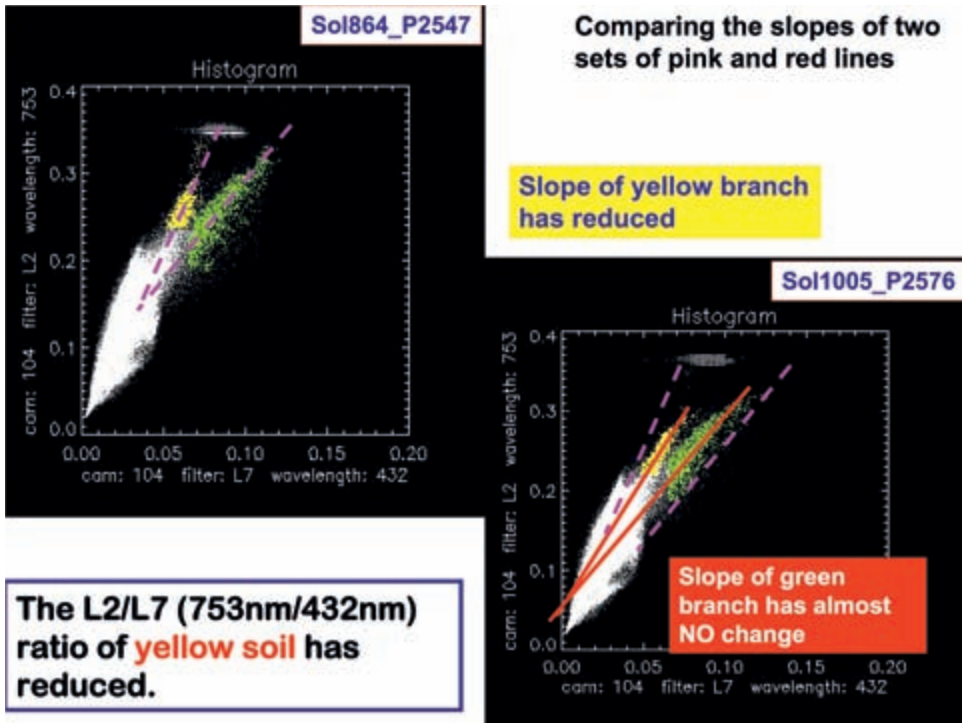 Sol864_P2547
Comparing the slopes of two
sets of pink and red lines
Histogram
cam: 104 filter: L2 wavelength: 753
0.4
0.3
0.2
0.1
0.0
0.00 0.05 0.10 0.15 0.20
cam: 104 filter: L7 wavelength: 432
Slope of yellow branch
has reduced
Sol1005_P2576
Histogram
cam: 104 filter: L2 wavelength: 753
0.4
0.3
0.2
0.1
0.0
0.00 0.05 0.10 0.15 0.20
cam: 104 filter: L7 wavelength: 432
Slope of green
branch has almost
NO change
The L2/L7 (753nm/432nm)
ratio of yellow soil has
reduced.